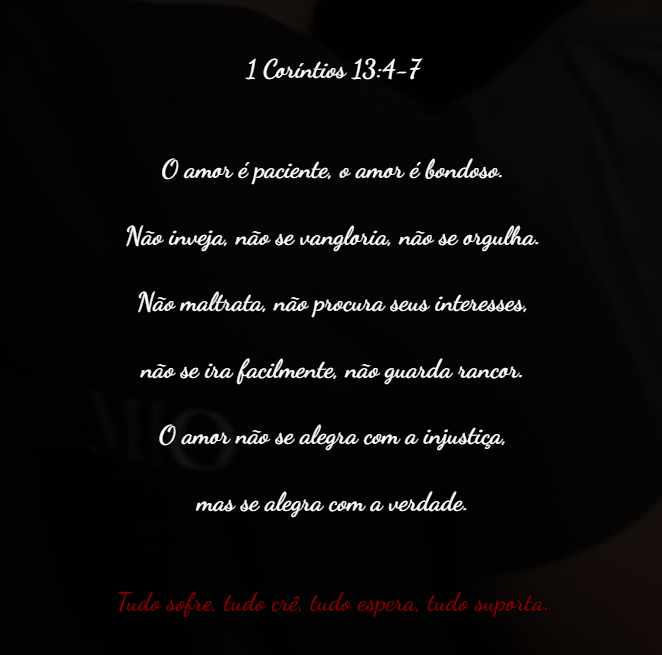 1 Coríntios 13:4-7
O amor é paciente, o amor é bondoso.
Não inveja, não se vangloria, não se orgulha.
Não maltrata, não procura seus interesses,
não se ira facilmente, não guarda rancor.
O amor não se alegra com a injustiça,
mas se alegra com a verdade.
Tudo sofre, tudo crê, tudo espera, tudo suporta.